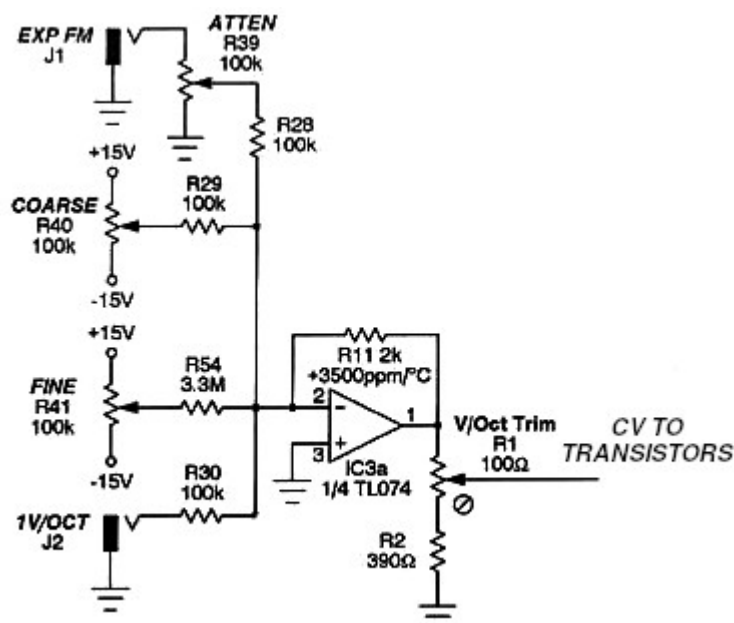 EXP FM
J1
ATTEN
R39
100k
R28
100k
+15V
R29
100k
COARSE
R40
100k
-15V
+15V
R11 2k
+3500ppm/°C
R54
3.3M
FINE
R41
100k
2
-
1
+
3
V/Oct Trim
R1
100Ω
CV TO
TRANSISTORS
-15V
IC3a
1/4 TL074
R30
100k
1V/OCT
J2
R2
390Ω